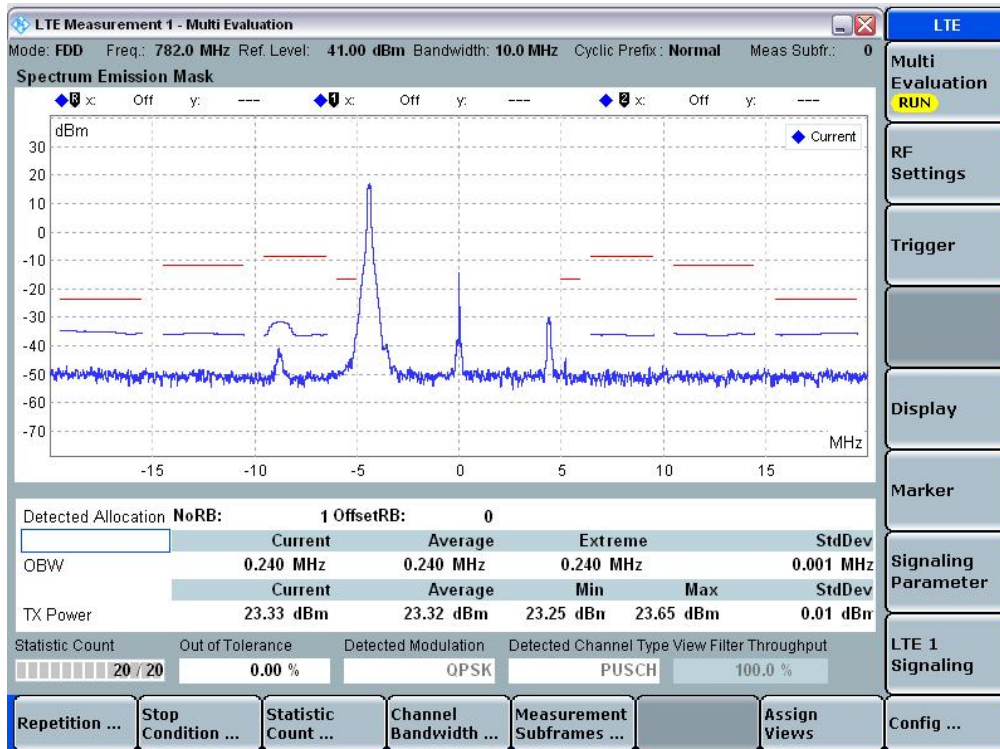 LTE Measurement 1 - Multi Evaluation
LTE
Mode: FDD Freq.: 782.0 MHz Ref. Level: 41.00 dBm Bandwidth: 10.0 MHz Cyclic Prefix : Normal Meas Subfr.: 0
Spectrum Emission Mask
R x: Off y: --- 1 x: Off y: --- 2 x: Off y: ---
dBm
Current
30
20
10
0
-10
-20
-30
-40
-50
-60
-70
MHz
-15 -10 -5 0 5 10 15
Detected Allocation NoRB: 1 OffsetRB: 0
Current Average Extreme StdDev
OBW 0.240 MHz 0.240 MHz 0.240 MHz 0.001 MHz
Current Average Min Max StdDev
TX Power 23.33 dBm 23.32 dBm 23.25 dBm 23.65 dBm 0.01 dBm
Statistic Count Out of Tolerance Detected Modulation Detected Channel Type View Filter Throughput
20 / 20 0.00 % QPSK PUSCH 100.0 %
Multi
Evaluation
RUN
RF
Settings
Trigger
Display
Marker
Signaling
Parameter
LTE 1
Signaling
Repetition ...
Stop
Condition ...
Statistic
Count ...
Channel
Bandwidth ...
Measurement
Subframes ...
Assign
Views
Config ...